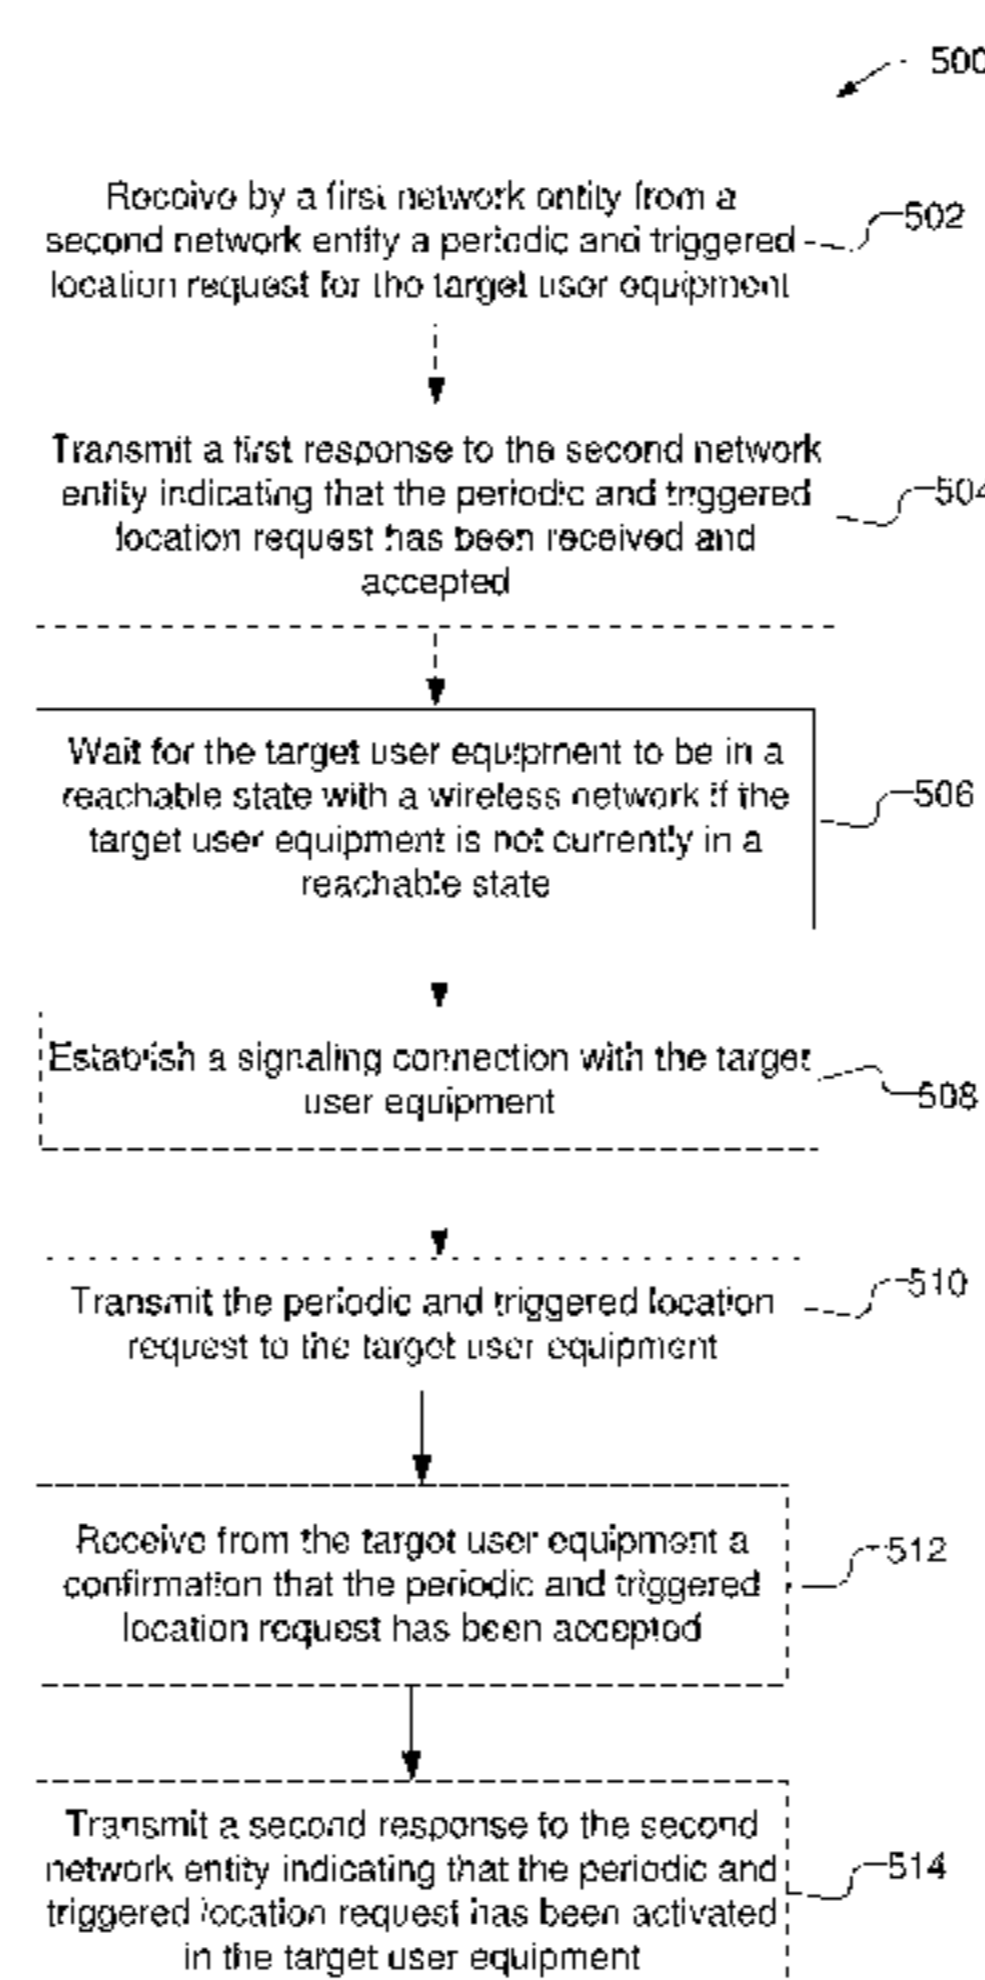 500
Receive by a first network entity from a
second network entity a periodic and triggered
location request for the target user equipment
502
Transmit a first response to the second network
entity indicating that the periodic and triggered
location request has been received and
accepted
504
Wait for the target user equipment to be in a
reachable state with a wireless network if the
target user equipment is not currently in a
reachable state
506
Establish a signaling connection with the target
user equipment
508
Transmit the periodic and triggered location
request to the target user equipment
510
Receive from the target user equipment a
confirmation that the periodic and triggered
location request has been accepted
512
Transmit a second response to the second
network entity indicating that the periodic and
triggered location request has been activated
in the target user equipment
514